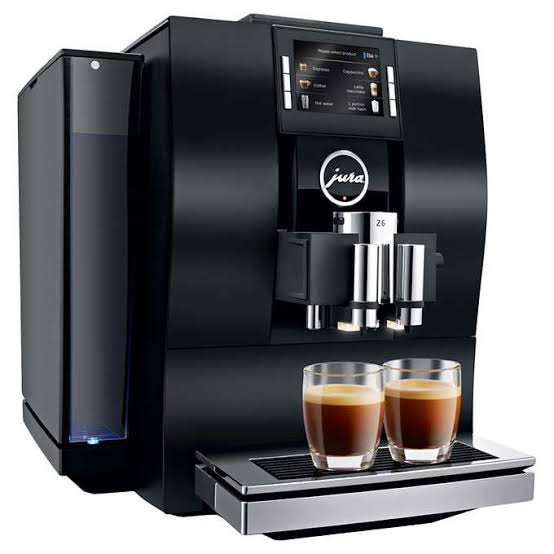 Please select product
Espresso
Cappuccino
Coffee
Latte
macchiato
Hot water
1 portion
milk foam
jura
Z6